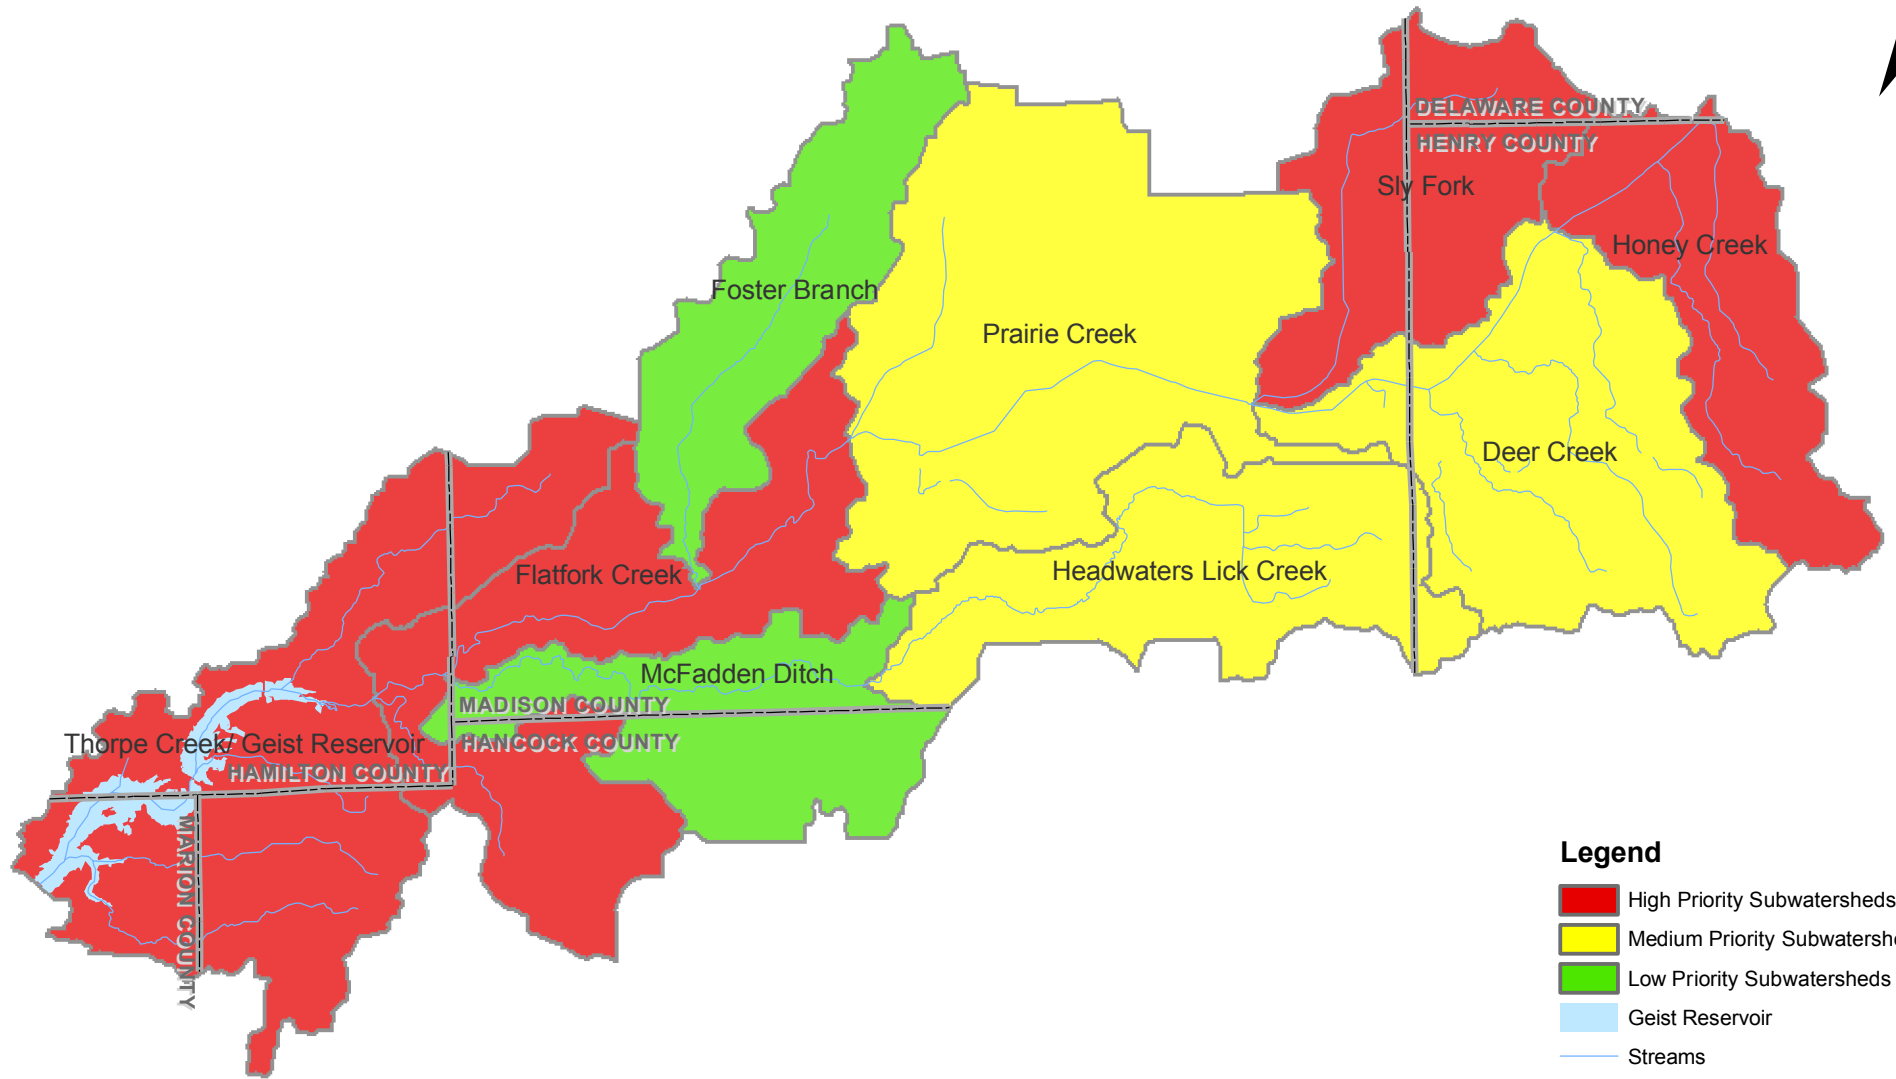 DELAWARE COUNTY
HENRY COUNTY
Sly Fork
Honey Creek
Foster Branch
Prairie Creek
Deer Creek
Flatfork Creek
Headwaters Lick Creek
McFadden Ditch
MADISON COUNTY
HANCOCK COUNTY
Thorpe Creek/ Geist Reservoir
HAMILTON COUNTY
MARION COUNTY
Legend
High Priority Subwatersheds
Medium Priority
Low Priority Subwatersheds
Geist Reservoir
Streams